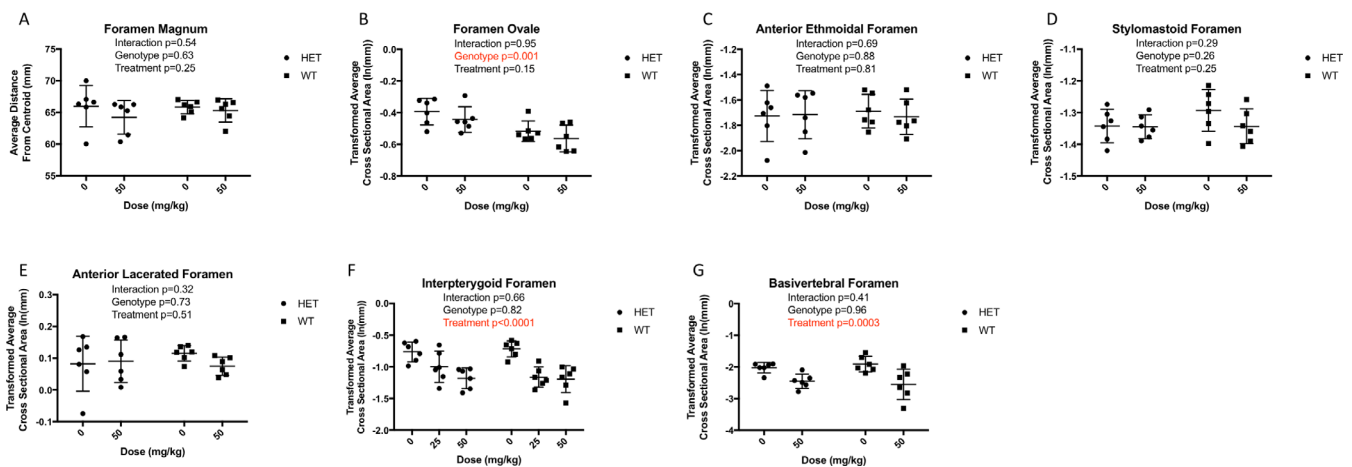 A
Foramen Magnum
Interaction p=0.54
Genotype p=0.63
Treatment p=0.25
Average Distance
From Centroid (mm)
75
70
65
60
55
0
50
0
50
Dose (mg/kg)
HET
WT
B
Foramen Ovale
Interaction p=0.95
Genotype p=0.001
Treatment p=0.15
Transformed Average
Cross Sectional Area (ln(mm))
0.0
-0.2
-0.4
-0.6
-0.8
0
50
0
50
Dose (mg/kg)
HET
WT
C
Anterior Ethmoidal Foramen
Interaction p=0.69
Genotype p=0.88
Treatment p=0.81
Transformed Average
Cross Sectional Area (ln(mm))
-1.2
-1.4
-1.6
-1.8
-2.0
-2.2
0
50
0
50
Dose (mg/kg)
HET
WT
D
Stylomastoid Foramen
Interaction p=0.29
Genotype p=0.26
Treatment p=0.25
Transformed Average
Cross Sectional Area (ln(mm))
-1.1
-1.2
-1.3
-1.4
-1.5
0
50
0
50
Dose (mg/kg)
HET
WT
E
Anterior Lacerated Foramen
Interaction p=0.32
Genotype p=0.73
Treatment p=0.51
Transformed Average
Cross Sectional Area (ln(mm))
0.3
0.2
0.1
0.0
-0.1
0
50
0
50
Dose (mg/kg)
HET
WT
F
Interpterygoid Foramen
Interaction p=0.66
Genotype p=0.82
Treatment p<0.0001
Transformed Average
Cross Sectional Area (ln(mm))
0.0
-0.5
-1.0
-1.5
-2.0
0
25
50
0
25
50
Dose (mg/kg)
HET
WT
G
Basivertebral Foramen
Interaction p=0.41
Genotype p=0.96
Treatment p=0.0003
Transformed Average
Cross Sectional Area (ln(mm))
0
-1
-2
-3
-4
0
50
0
50
Dose (mg/kg)
HET
WT